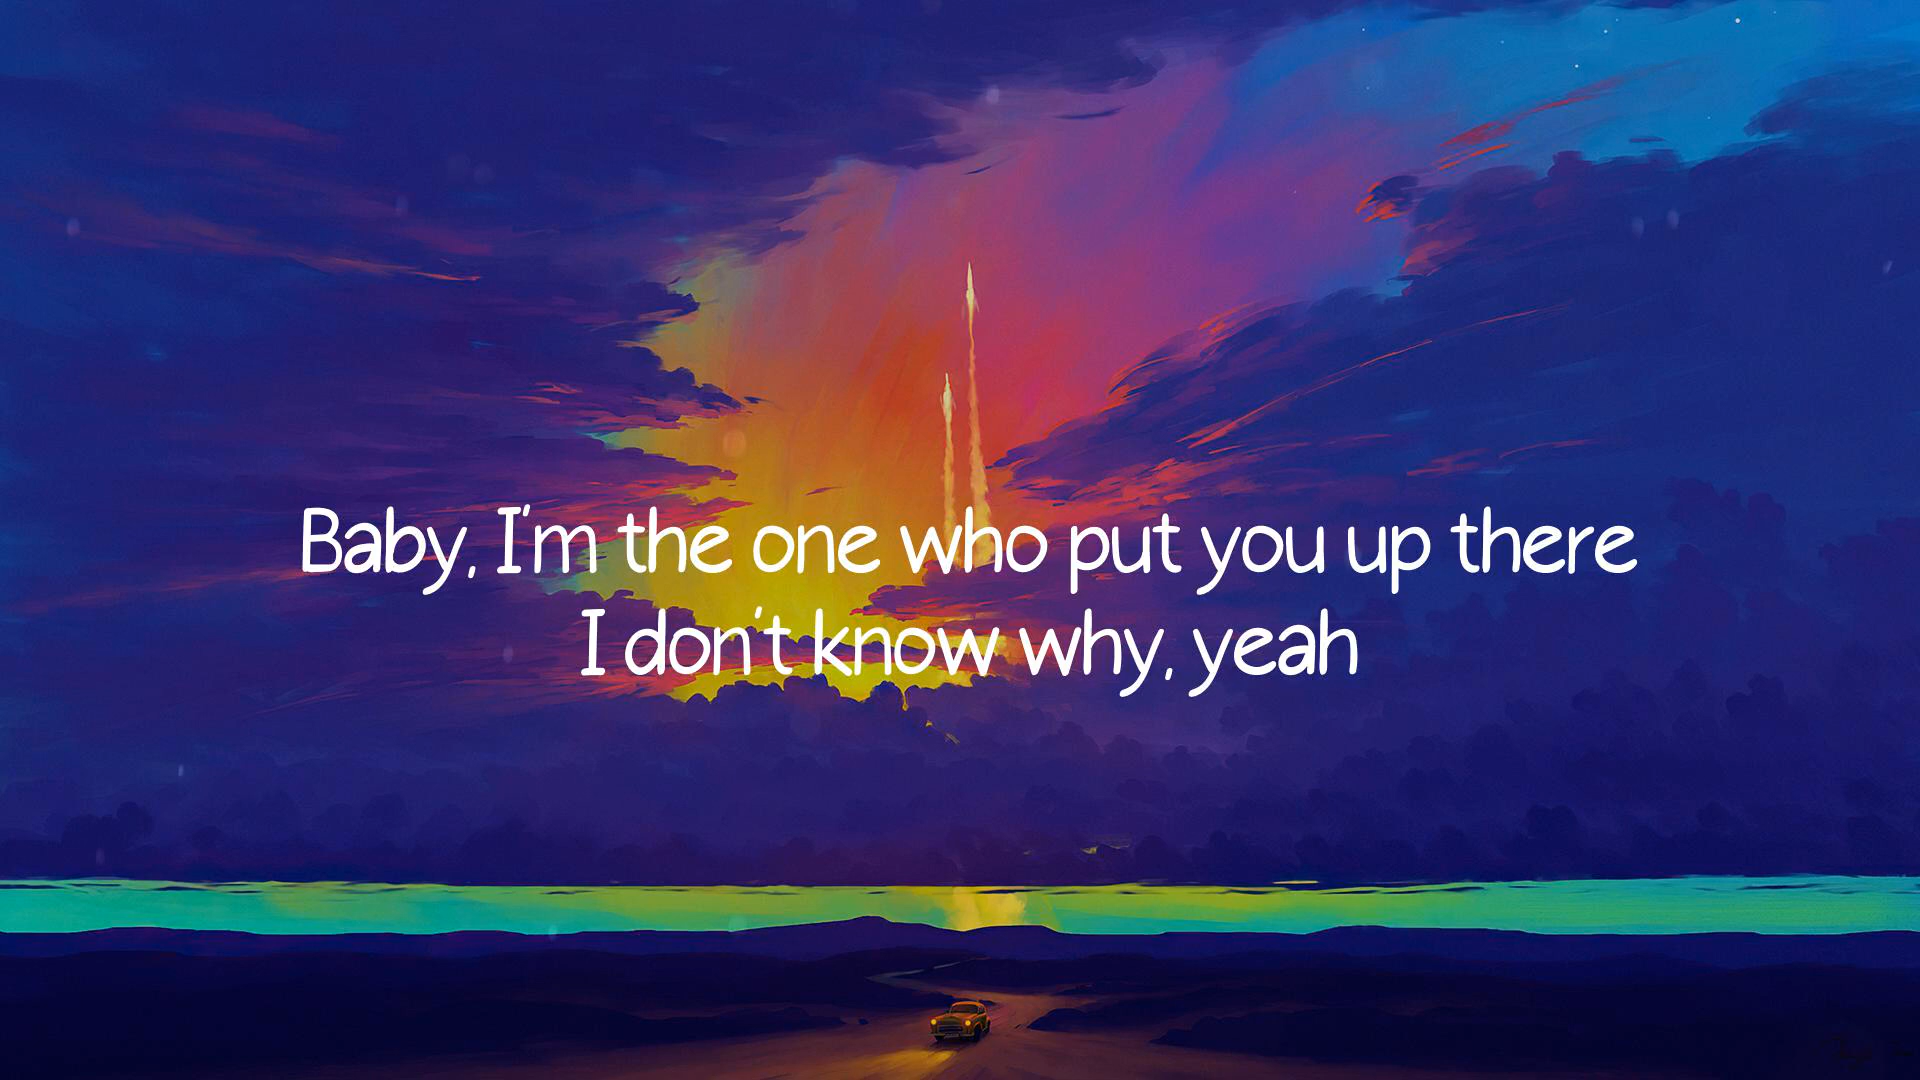 Baby, I'm the one who put you up there
I don't know why, yeah